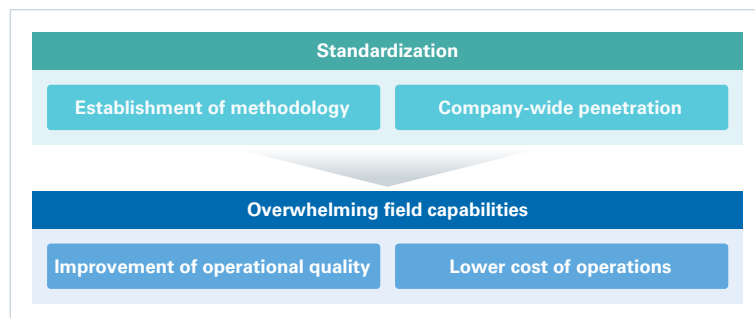 Standardization
Establishment of methodology
Company-wide penetration
Overwhelming field capabilities
Improvement of operational quality
Lower cost of operations